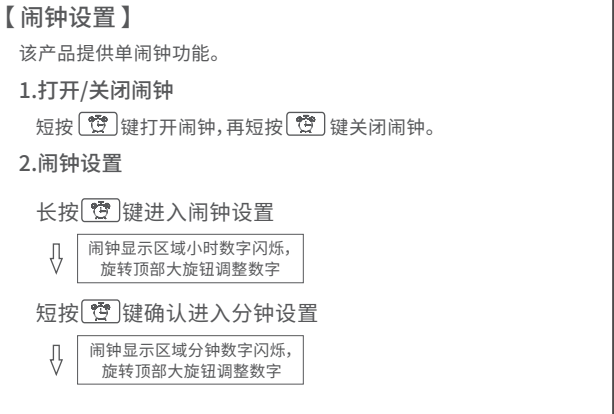 【闹钟设置】
该产品提供单闹钟功能。
1.打开/关闭闹钟
短按键打开闹钟,再短按键关闭闹钟。
2.闹钟设置
长按键进入闹钟设置
闹钟显示区域小时数字闪烁,
旋转顶部大旋钮调整数字
短按键确认进入分钟设置
闹钟显示区域分钟数字闪烁,
旋转顶部大旋钮调整数字